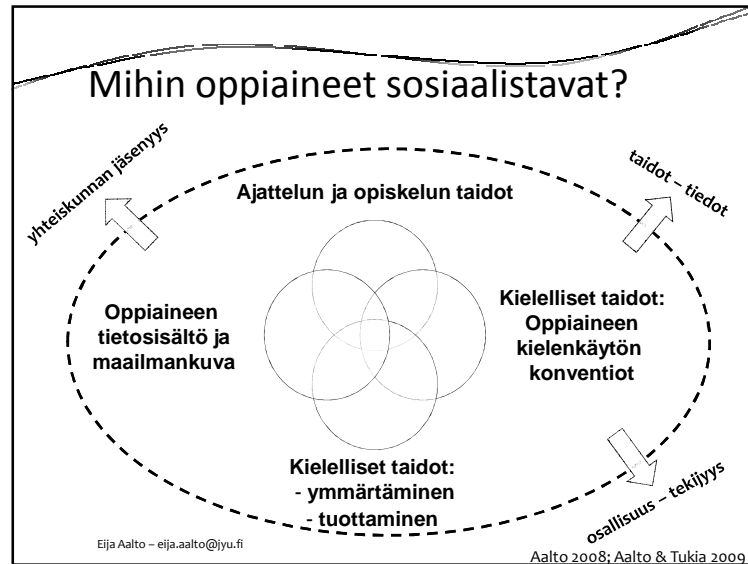 Mihin oppiaineet sosiaalistavat?
yhteiskunnan jäsenyys
taidot – tiedot
Ajattelun ja opiskelun taidot
Oppiaineen
tietosisältö ja
maailmankuva
Kielelliset taidot:
Oppiaineen
kielenkäytön
konventiot
Kielelliset taidot:
- ymmärtäminen
- tuottaminen
osallisuus – tekijyys
Eija Aalto – eija.aalto@jyu.fi
Aalto 2008; Aalto & Tukia 2009